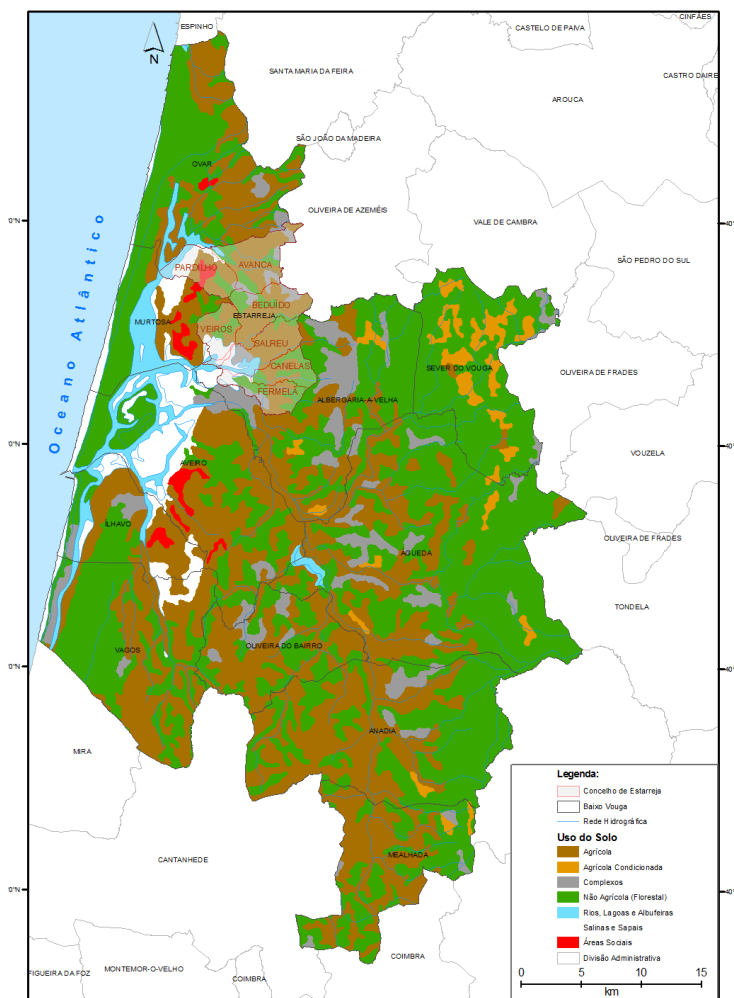 ESPINHO
CINFÃES
CASTELO DE PAIVA
N
SANTA MARIA DA FEIRA
CASTRO DAIRE
AROUCA
SÃO JOÃO DA MADEIRA
OVAR
OLIVEIRA DE AZEMÉIS
VALE DE CAMBRA
0'N
40°
Oceano Atlântico
SÃO PEDRO DO SUL
AVANCA
PARDILHO
BEDUÍDO
ESTARREJA
MURTOSA
VEIROS
SALREU
CANELAS
SEVER DO VOUGA
OLIVEIRA DE FRADES
FERMELÃ
ALBERGARIA-A-VELHA
0'N
40°
VOUZELA
AVEIRO
ÍLHAVO
OLIVEIRA DE FRADES
ÁGUEDA
TONDELA
OLIVEIRA DO BAIRRO
VAGOS
0'N
40°
ANADIA
MIRA
Legenda:
Concelho de Estarreja
Baixo Vouga
Rede Hidrográfica
Uso do Solo
Agrícola
Agrícola Condicionada
Complexos
Não Agrícola (Florestal)
Rios, Lagoas e Albufeiras
Salinas e Sapais
Áreas Sociais
Divisão Administrativa
MEALHADA
CANTANHEDE
0'N
40°
COIMBRA
FIGUEIRA DA FOZ
MONTEMOR-O-VELHO
COIMBRA
0 5 10 15
km